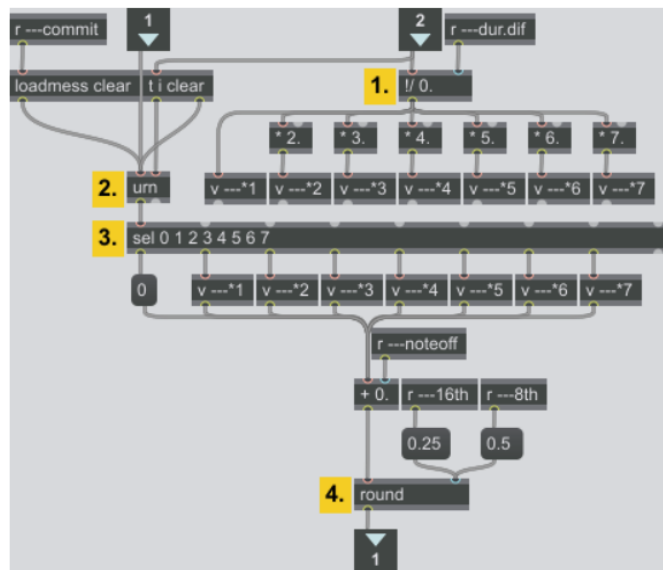 1
2
r ---commit
r ---dur.dif
loadmess clear
t i clear
1.
!/ 0.
* 2.
* 3.
* 4.
* 5.
* 6.
* 7.
2.
urn
v ---*1
v ---*2
v ---*3
v ---*4
v ---*5
v ---*6
v ---*7
3.
sel 0 1 2 3 4 5 6 7
0
v ---*1
v ---*2
v ---*3
v ---*4
v ---*5
v ---*6
v ---*7
r ---noteoff
+ 0.
r ---16th
r ---8th
0.25
0.5
4.
round
1